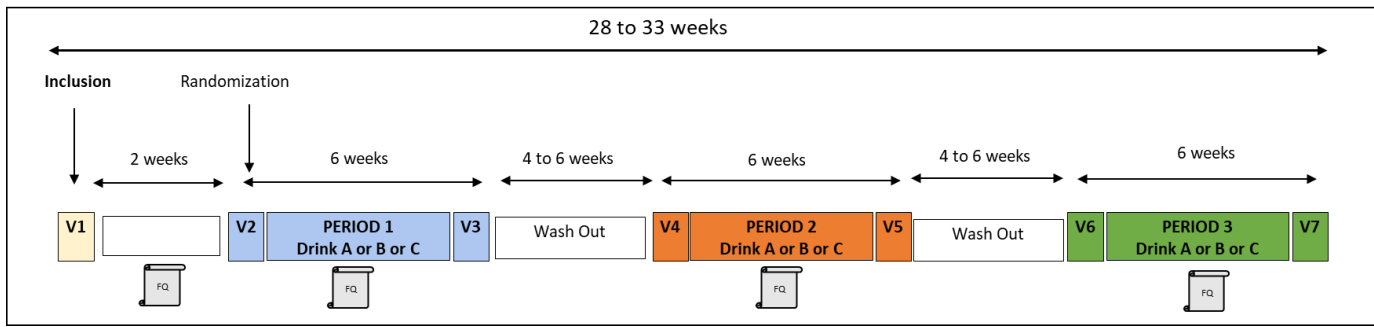 28 to 33 weeks
Inclusion
Randomization
2 weeks
6 weeks
4 to 6 weeks
6 weeks
4 to 6 weeks
6 weeks
V1
V2
PERIOD 1
Drink A or B or C
V3
Wash Out
V4
PERIOD 2
Drink A or B or C
V5
Wash Out
V6
PERIOD 3
Drink A or B or C
V7
FQ
FQ
FQ
FQ